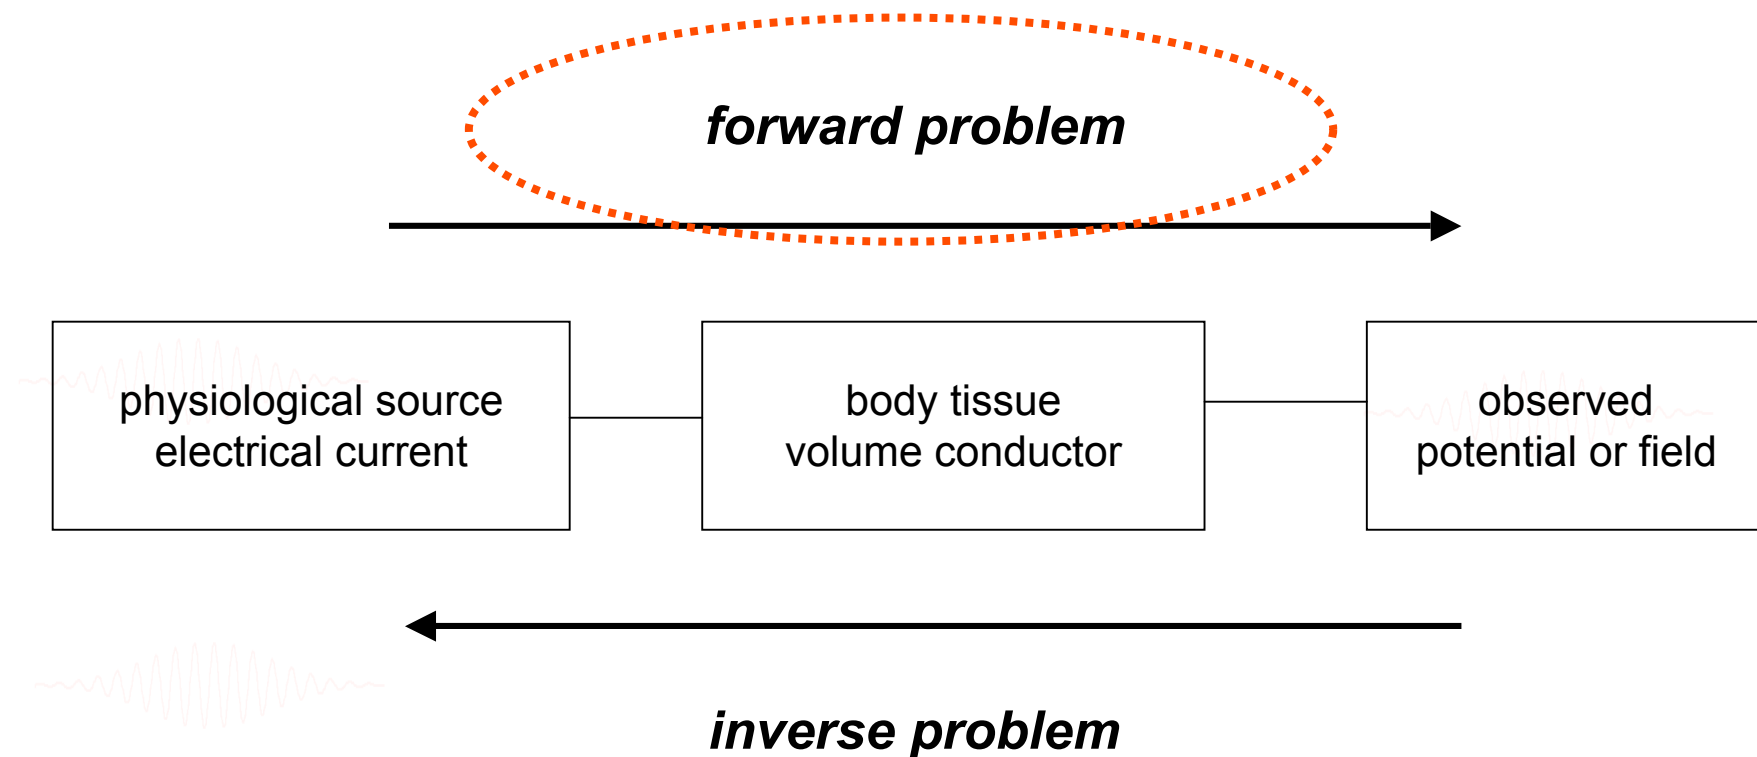 forward problem
physiological source
electrical current
body tissue
volume conductor
observed
potential or field
inverse problem